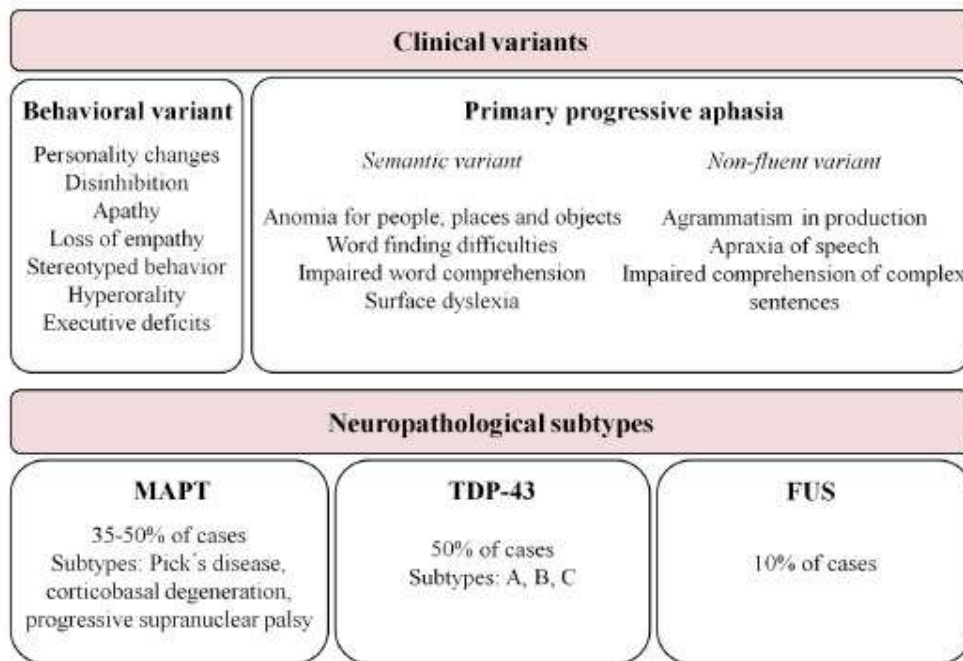 Clinical variants
Behavioral variant
Personality changes
Disinhibition
Apathy
Loss of empathy
Stereotyped behavior
Hyperorality
Executive deficits
Primary progressive aphasia
Semantic variant
Anomia for people, places and objects
Word finding difficulties
Impaired word comprehension
Surface dyslexia
Non-fluent variant
Agrammatism in production
Apraxia of speech
Impaired comprehension of complex
sentences
Neuropathological subtypes
MAPT
35-50% of cases
Subtypes: Pick´s disease,
corticobasal degeneration,
progressive supranuclear palsy
TDP-43
50% of cases
Subtypes: A, B, C
FUS
10% of cases